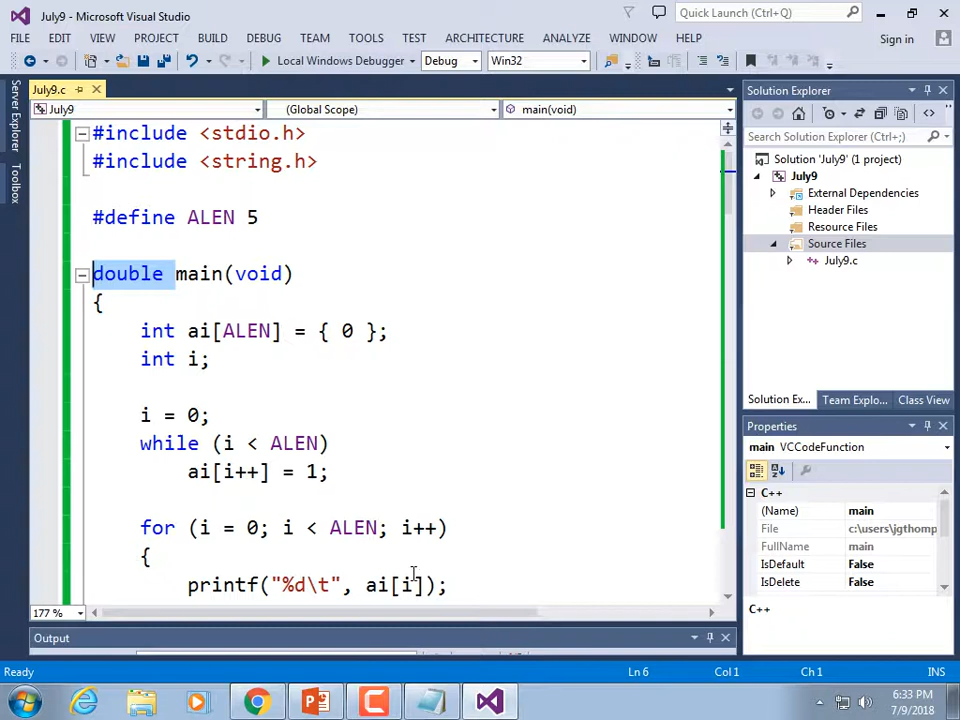 July9 - Microsoft Visual Studio
Quick Launch (Ctrl+Q)
FILE EDIT VIEW PROJECT BUILD DEBUG TEAM TOOLS TEST ARCHITECTURE ANALYZE WINDOW HELP
Sign in
Local Windows Debugger Debug Win32
Server Explorer
Toolbox
July9.c
July9 (Global Scope) main(void)
#include <stdio.h>
#include <string.h>
#define ALEN 5
double main(void)
{
int ai[ALEN] = { 0 };
int i;
i = 0;
while (i < ALEN)
ai[i++] = 1;
for (i = 0; i < ALEN; i++)
{
printf("%d\t", ai[i]);
177 %
Output
Solution Explorer
Search Solution Explorer (Ctrl+;)
Solution 'July9' (1 project)
July9
External Dependencies
Header Files
Resource Files
Source Files
July9.c
Solution Ex... Team Explo... Class View
Properties
main VCCodeFunction
C++
(Name) main
File c:\users\jgthomp
FullName main
IsDefault False
IsDelete False
C++
Ready Ln 6 Col 1 Ch 1 INS
6:33 PM
7/9/2018